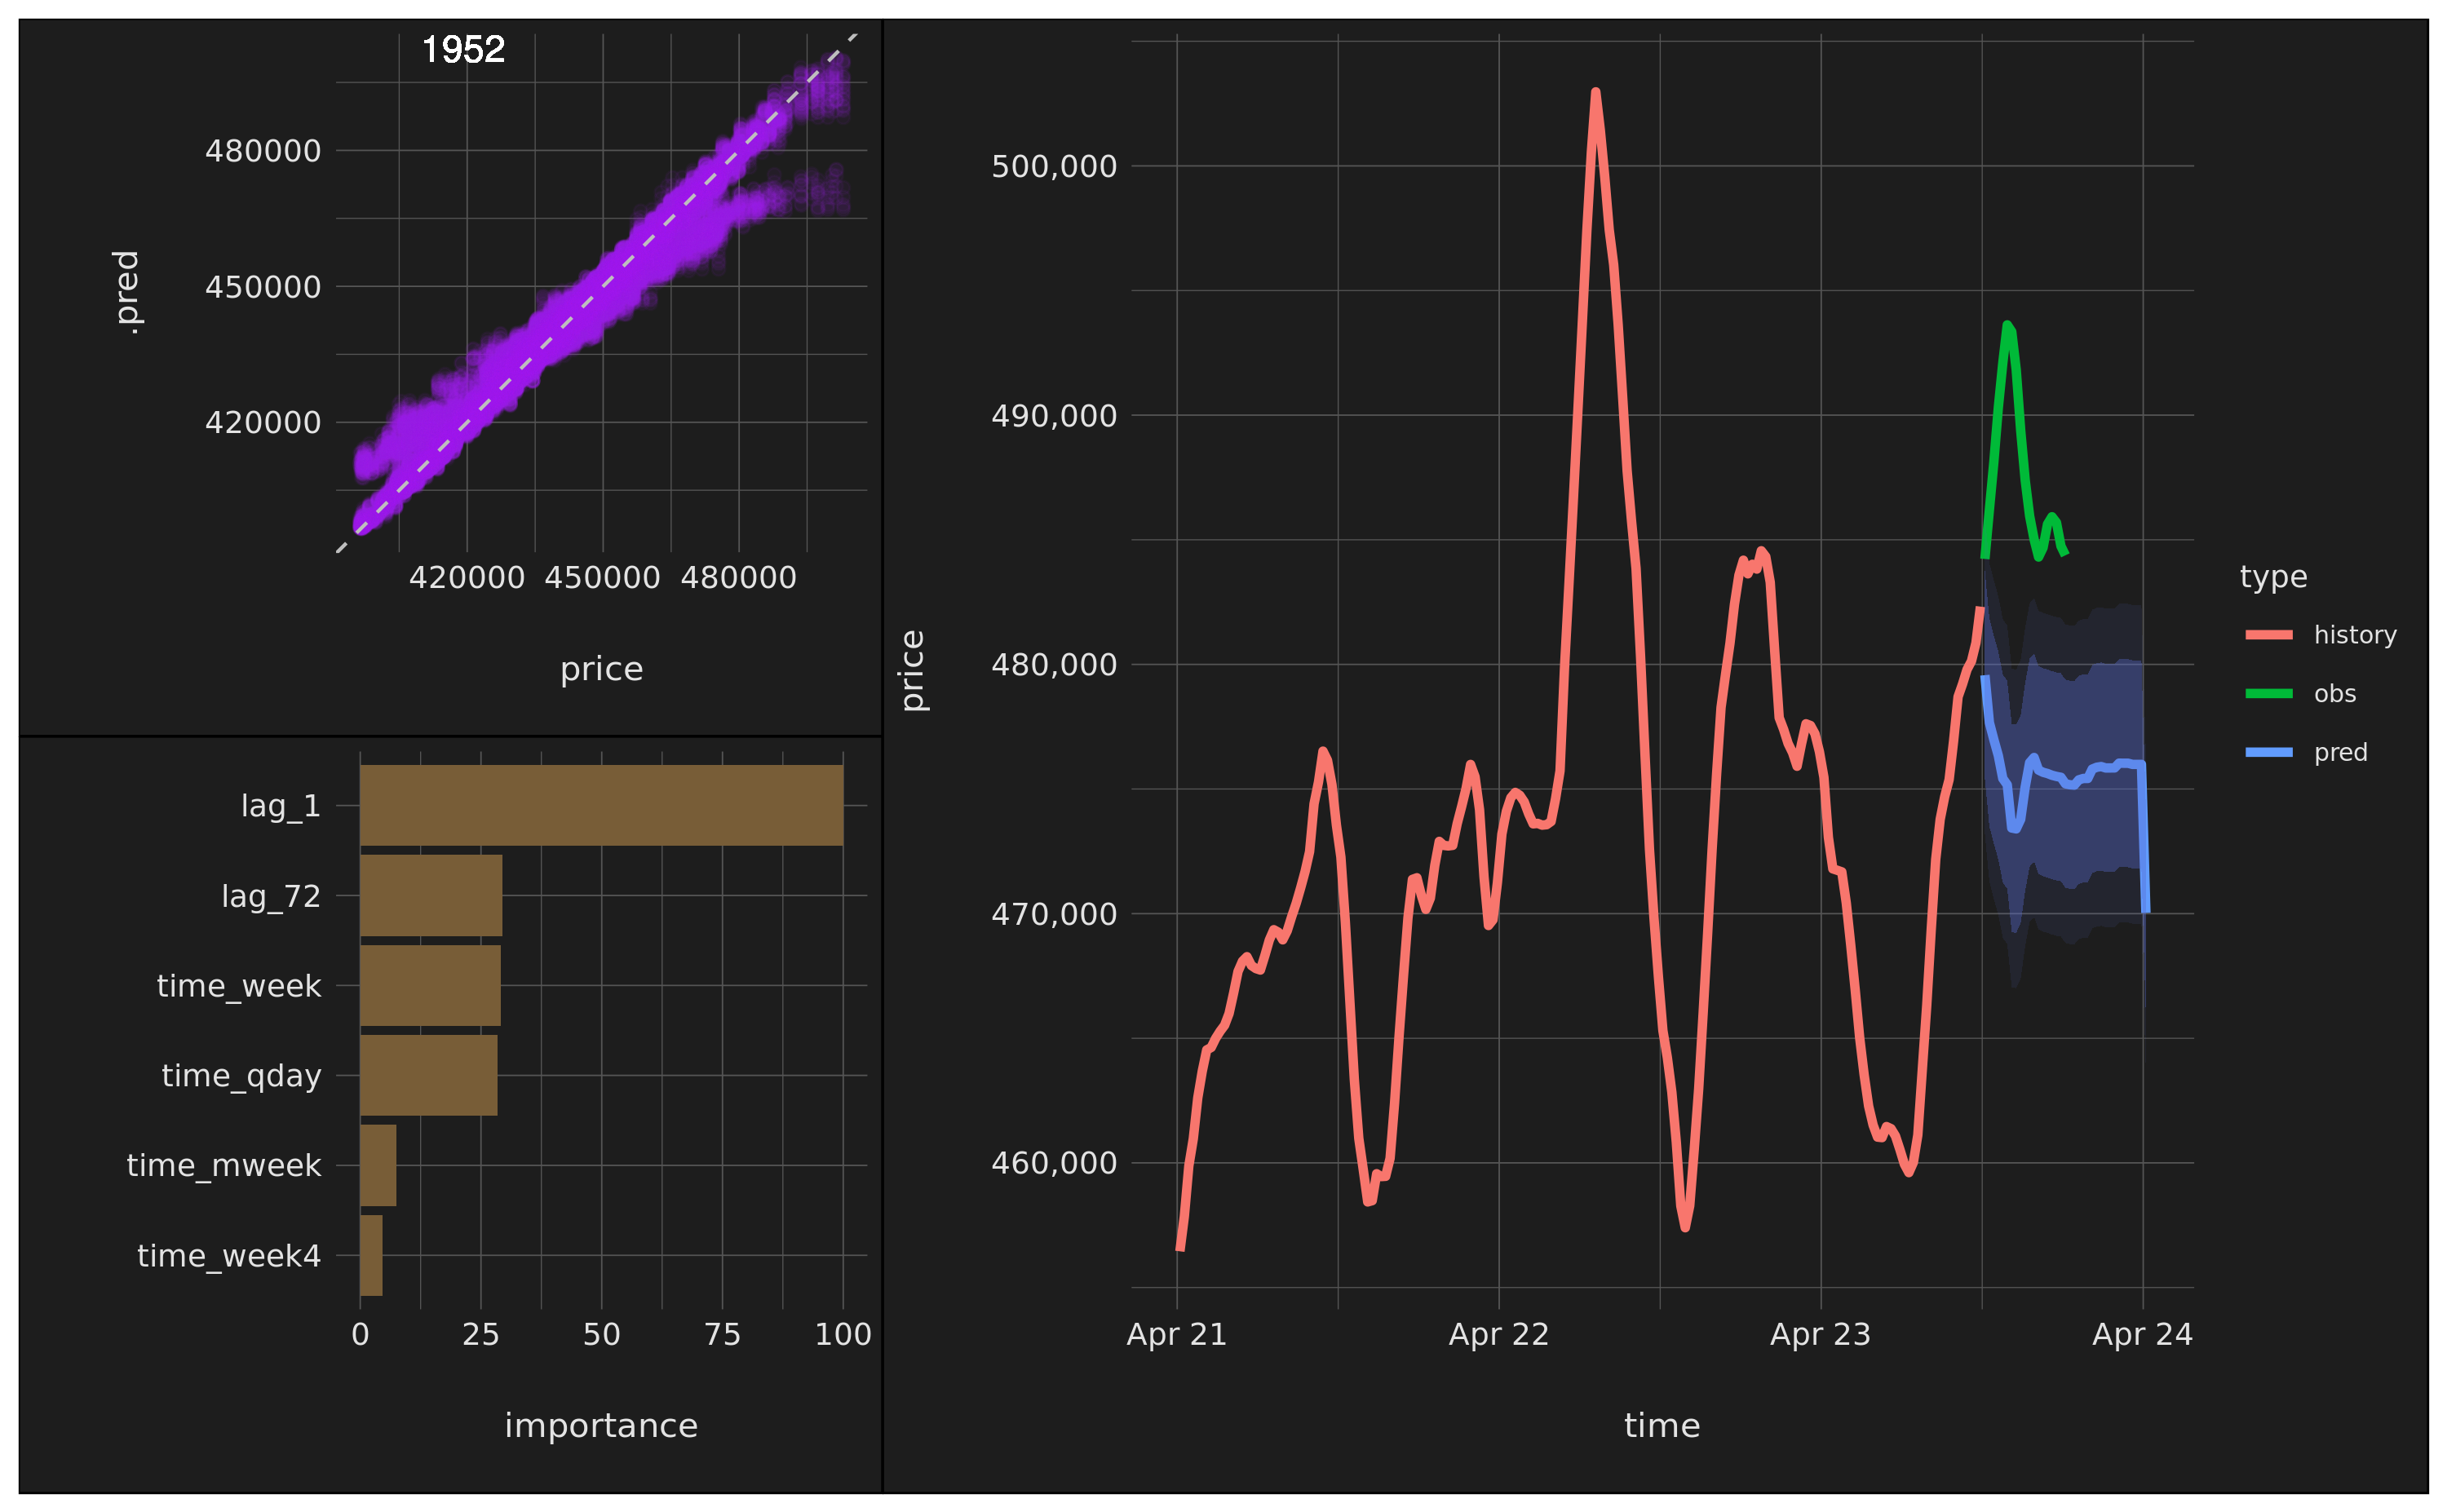 1952
480000
450000
420000
.pred
420000 450000 480000
price
lag_1
lag_72
time_week
time_qday
time_mweek
time_week4
0 25 50 75 100
importance
500,000
490,000
480,000
470,000
460,000
price
Apr 21 Apr 22 Apr 23 Apr 24
time
type
history
obs
pred